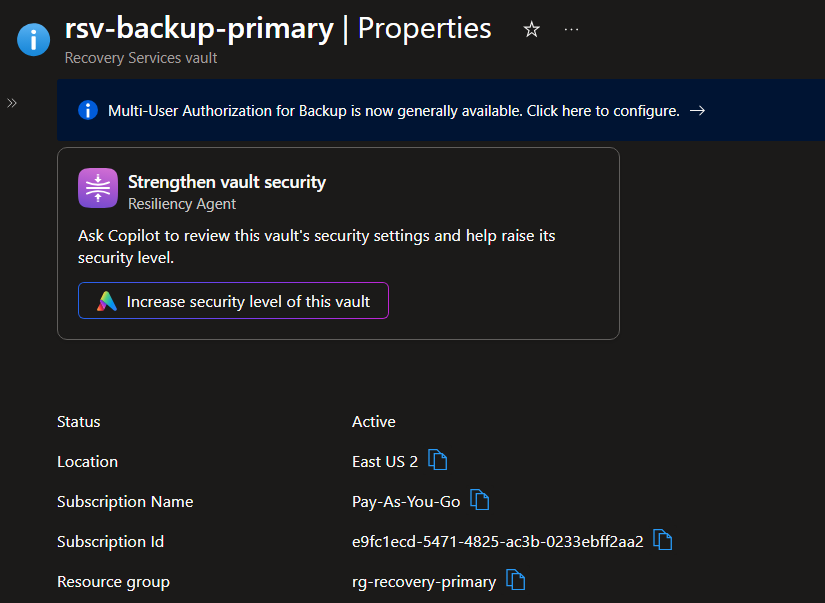 rsv-backup-primary | Properties
Recovery Services vault
Multi-User Authorization for Backup is now generally available. Click here to configure. →
Strengthen vault security
Resiliency Agent
Ask Copilot to review this vault's security settings and help raise its
security level.
Increase security level of this vault
Status Active
Location East US 2
Subscription Name Pay-As-You-Go
Subscription Id e9fc1ecd-5471-4825-ac3b-0233ebff2aa2
Resource group rg-recovery-primary